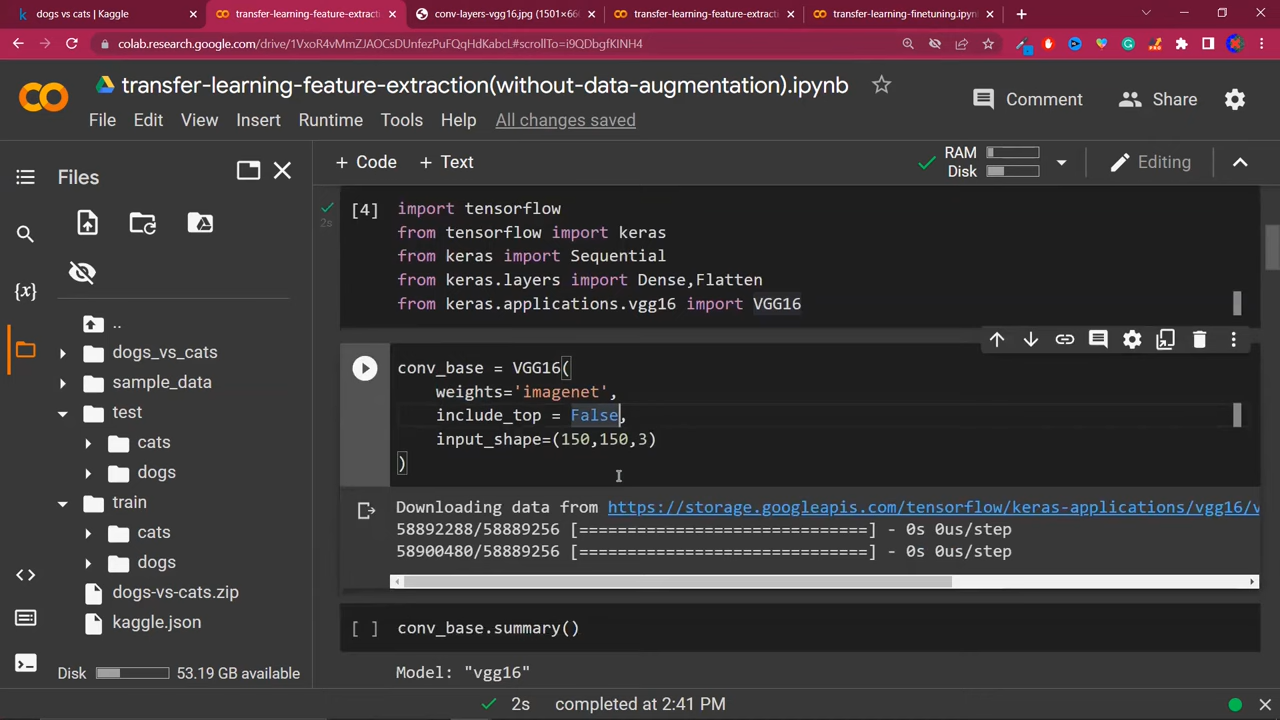 dogs vs cats | Kaggle
transfer-learning-feature-extracti
conv-layers-vgg16.jpg (1501×66
transfer-learning-feature-extracti
transfer-learning-finetuning.ipyn
colab.research.google.com/drive/1VxoR4vMmZJAOCsDUnfezPuFQqHdKabcL#scrollTo=i9QDbgfKINH4
transfer-learning-feature-extraction(without-data-augmentation).ipynb
Comment
Share
File Edit View Insert Runtime Tools Help All changes saved
Files
+ Code + Text
RAM
Disk
Editing
{x}
..
dogs_vs_cats
sample_data
test
cats
dogs
train
cats
dogs
dogs-vs-cats.zip
kaggle.json
Disk 53.19 GB available
[4]
2s
import tensorflow
from tensorflow import keras
from keras import Sequential
from keras.layers import Dense,Flatten
from keras.applications.vgg16 import VGG16
conv_base = VGG16(
weights='imagenet',
include_top = False,
input_shape=(150,150,3)
)
Downloading data from https://storage.googleapis.com/tensorflow/keras-applications/vgg16/v
58892288/58889256 [==============================] - 0s 0us/step
58900480/58889256 [==============================] - 0s 0us/step
[ ] conv_base.summary()
Model: "vgg16"
2s completed at 2:41 PM